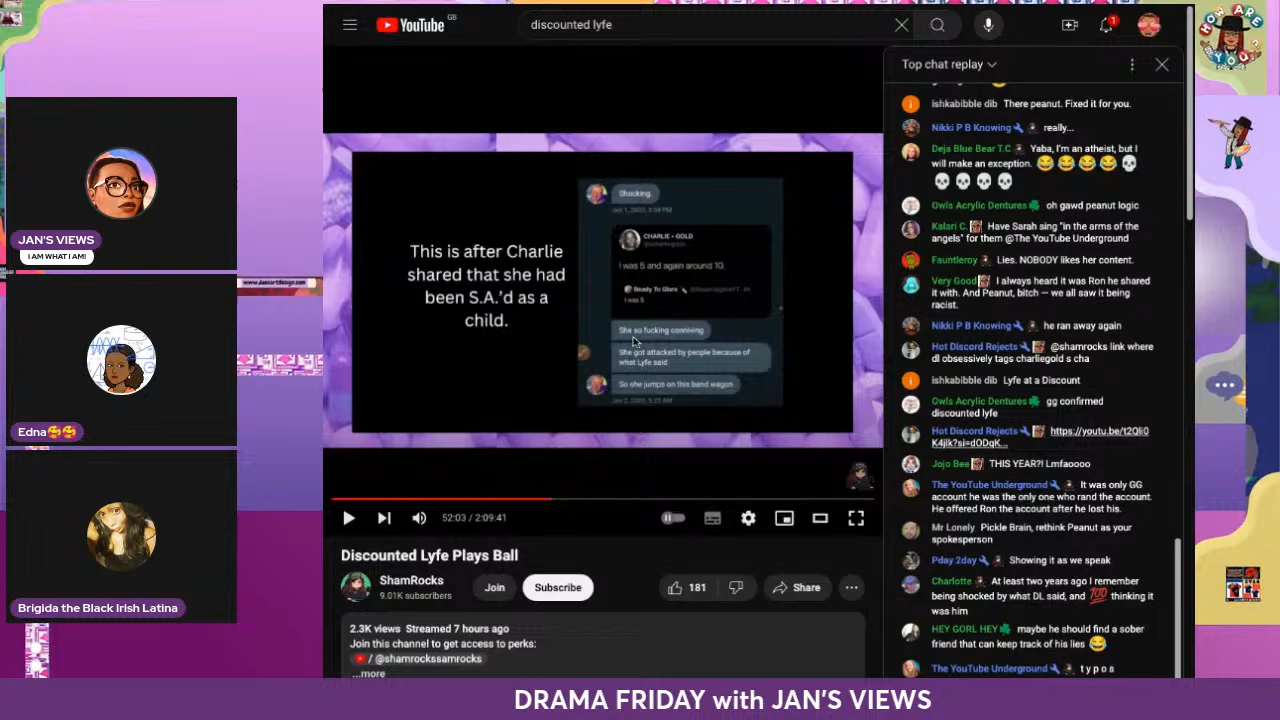 HOW ARE YOU ?
YouTube GB
discounted lyfe
1
Top chat replay
JAN'S VIEWS
I AM WHAT I AM!
Edna
Brigida the Black Irish Latina
This is after Charlie
shared that she had
been S.A.'d as a
child.
Shocking.
Jan 1, 2020, 3:54 PM
CHARLIE • GOLD
I was 5 and again around 10.
Ready To Glare
I was 5
She so fucking conniving
She got attacked by people because of
what Lyfe said
So she jumps on this band wagon
Jan 2, 2020, 5:23 AM
52:03 / 2:09:41
Discounted Lyfe Plays Ball
ShamRocks
9.01K subscribers
Join
Subscribe
181
Share
2.3K views Streamed 7 hours ago
Join this channel to get access to perks:
/ @shamrockssamrocks
...more
ishkabibble dib There peanut. Fixed it for you.
Nikki P B Knowing really...
Deja Blue Bear T.C Yaba, I'm an atheist, but I
will make an exception. 😂😂😂😂💀
💀💀💀💀
Owls Acrylic Dentures oh gawd peanut logic
Kalari C. Have Sarah sing "in the arms of the
angels" for them @The YouTube Underground
Fauntleroy Lies. NOBODY likes her content.
Very Good I always heard it was Ron he shared
it with. And Peanut, bitch — we all saw it being
racist.
Nikki P B Knowing he ran away again
Hot Discord Rejects @shamrocks link where
dl obsessively tags charliegold s cha
ishkabibble dib Lyfe at a Discount
Owls Acrylic Dentures gg confirmed
discounted lyfe
Hot Discord Rejects https://youtu.be/t2Qli0
K4jlk?si=dODqK...
Jojo Bee THIS YEAR?! Lmfaoooo
The YouTube Underground It was only GG
account he was the only one who rand the account.
He offered Ron the account after he lost his.
Mr Lonely Pickle Brain, rethink Peanut as your
spokesperson
Pday 2day Showing it as we speak
Charlotte At least two years ago I remember
being shocked by what DL said, and 💯 thinking it
was him
HEY GORL HEY maybe he should find a sober
friend that can keep track of his lies 😂
The YouTube Underground t y p o s
DRAMA FRIDAY with JAN'S VIEWS